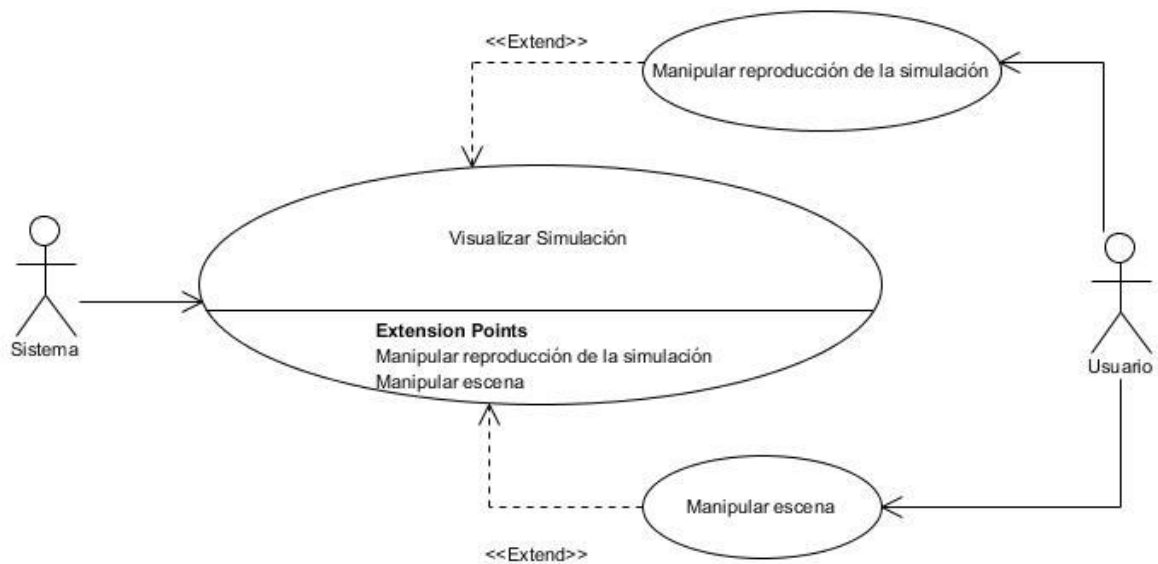 <<Extend>>
Manipular reproducción de la simulación
Visualizar Simulación
Extension Points
Manipular reproducción de la simulación
Manipular escena
Sistema
Usuario
Manipular escena
<<Extend>>